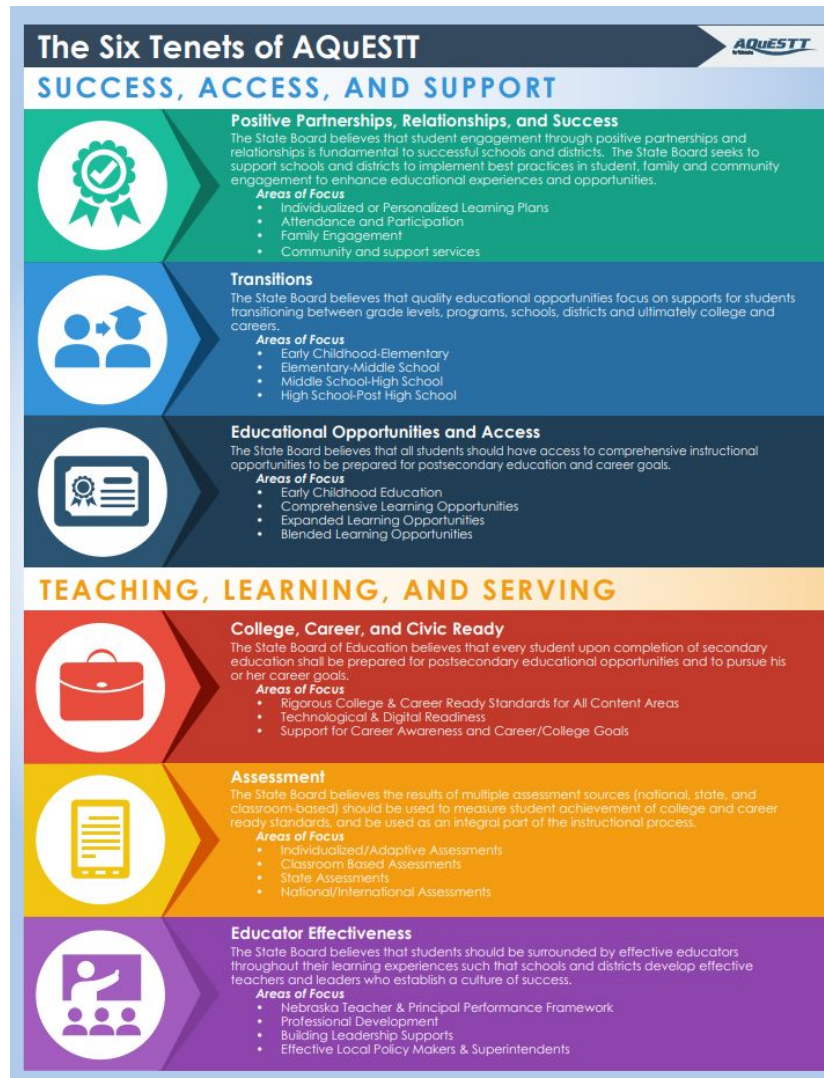 The Six Tenets of AQuESTT
AQuESTT
for Nebraska
SUCCESS, ACCESS, AND SUPPORT
Positive Partnerships, Relationships, and Success
The State Board believes that student engagement through positive partnerships and
relationships is fundamental to successful schools and districts. The State Board seeks to
support schools and districts to implement best practices in student, family and community
engagement to enhance educational experiences and opportunities.
Areas of Focus
• Individualized or Personalized Learning Plans
• Attendance and Participation
• Family Engagement
• Community and support services
Transitions
The State Board believes that quality educational opportunities focus on supports for students
transitioning between grade levels, programs, schools, districts and ultimately college and
careers.
Areas of Focus
• Early Childhood-Elementary
• Elementary-Middle School
• Middle School-High School
• High School-Post High School
Educational Opportunities and Access
The State Board believes that all students should have access to comprehensive instructional
opportunities to be prepared for postsecondary education and career goals.
Areas of Focus
• Early Childhood Education
• Comprehensive Learning Opportunities
• Expanded Learning Opportunities
• Blended Learning Opportunities
TEACHING, LEARNING, AND SERVING
College, Career, and Civic Ready
The State Board of Education believes that every student upon completion of secondary
education shall be prepared for postsecondary educational opportunities and to pursue his
or her career goals.
Areas of Focus
• Rigorous College & Career Ready Standards for All Content Areas
• Technological & Digital Readiness
• Support for Career Awareness and Career/College Goals
Assessment
The State Board believes the results of multiple assessment sources (national, state, and
classroom-based) should be used to measure student achievement of college and career
ready standards, and be used as an integral part of the instructional process.
Areas of Focus
• Individualized/Adaptive Assessments
• Classroom Based Assessments
• State Assessments
• National/International Assessments
Educator Effectiveness
The State Board believes that students should be surrounded by effective educators
throughout their learning experiences such that schools and districts develop effective
teachers and leaders who establish a culture of success.
Areas of Focus
• Nebraska Teacher & Principal Performance Framework
• Professional Development
• Building Leadership Supports
• Effective Local Policy Makers & Superintendents